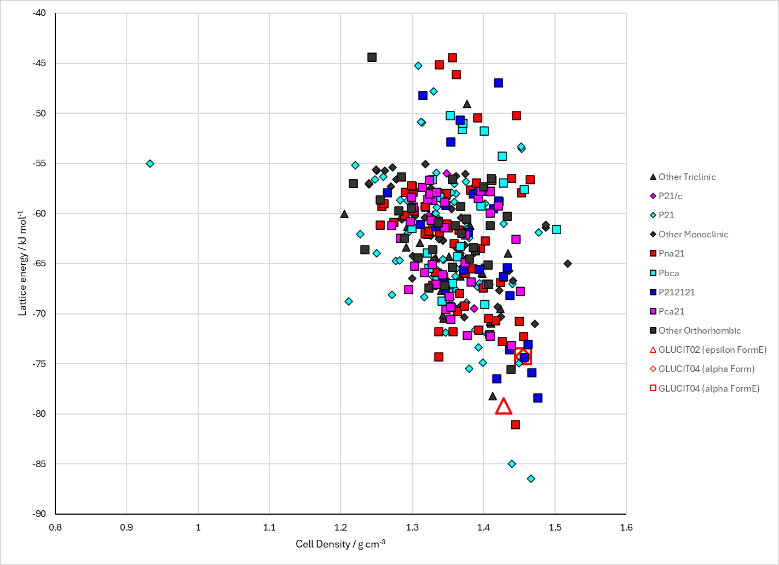 -40
-45
-50
-55
-60
-65
-70
-75
-80
-85
-90
Lattice energy / kJ mol⁻¹
0.8 0.9 1 1.1 1.2 1.3 1.4 1.5 1.6
Cell Density / g cm⁻³
Other Triclinic
P21/c
P21
Other Monoclinic
Pna21
Pbca
P212121
Pca21
Other Orthorhombic
GLUCIT02 (epsilon FormE)
GLUCIT04 (alpha Form)
GLUCIT04 (alpha FormE)